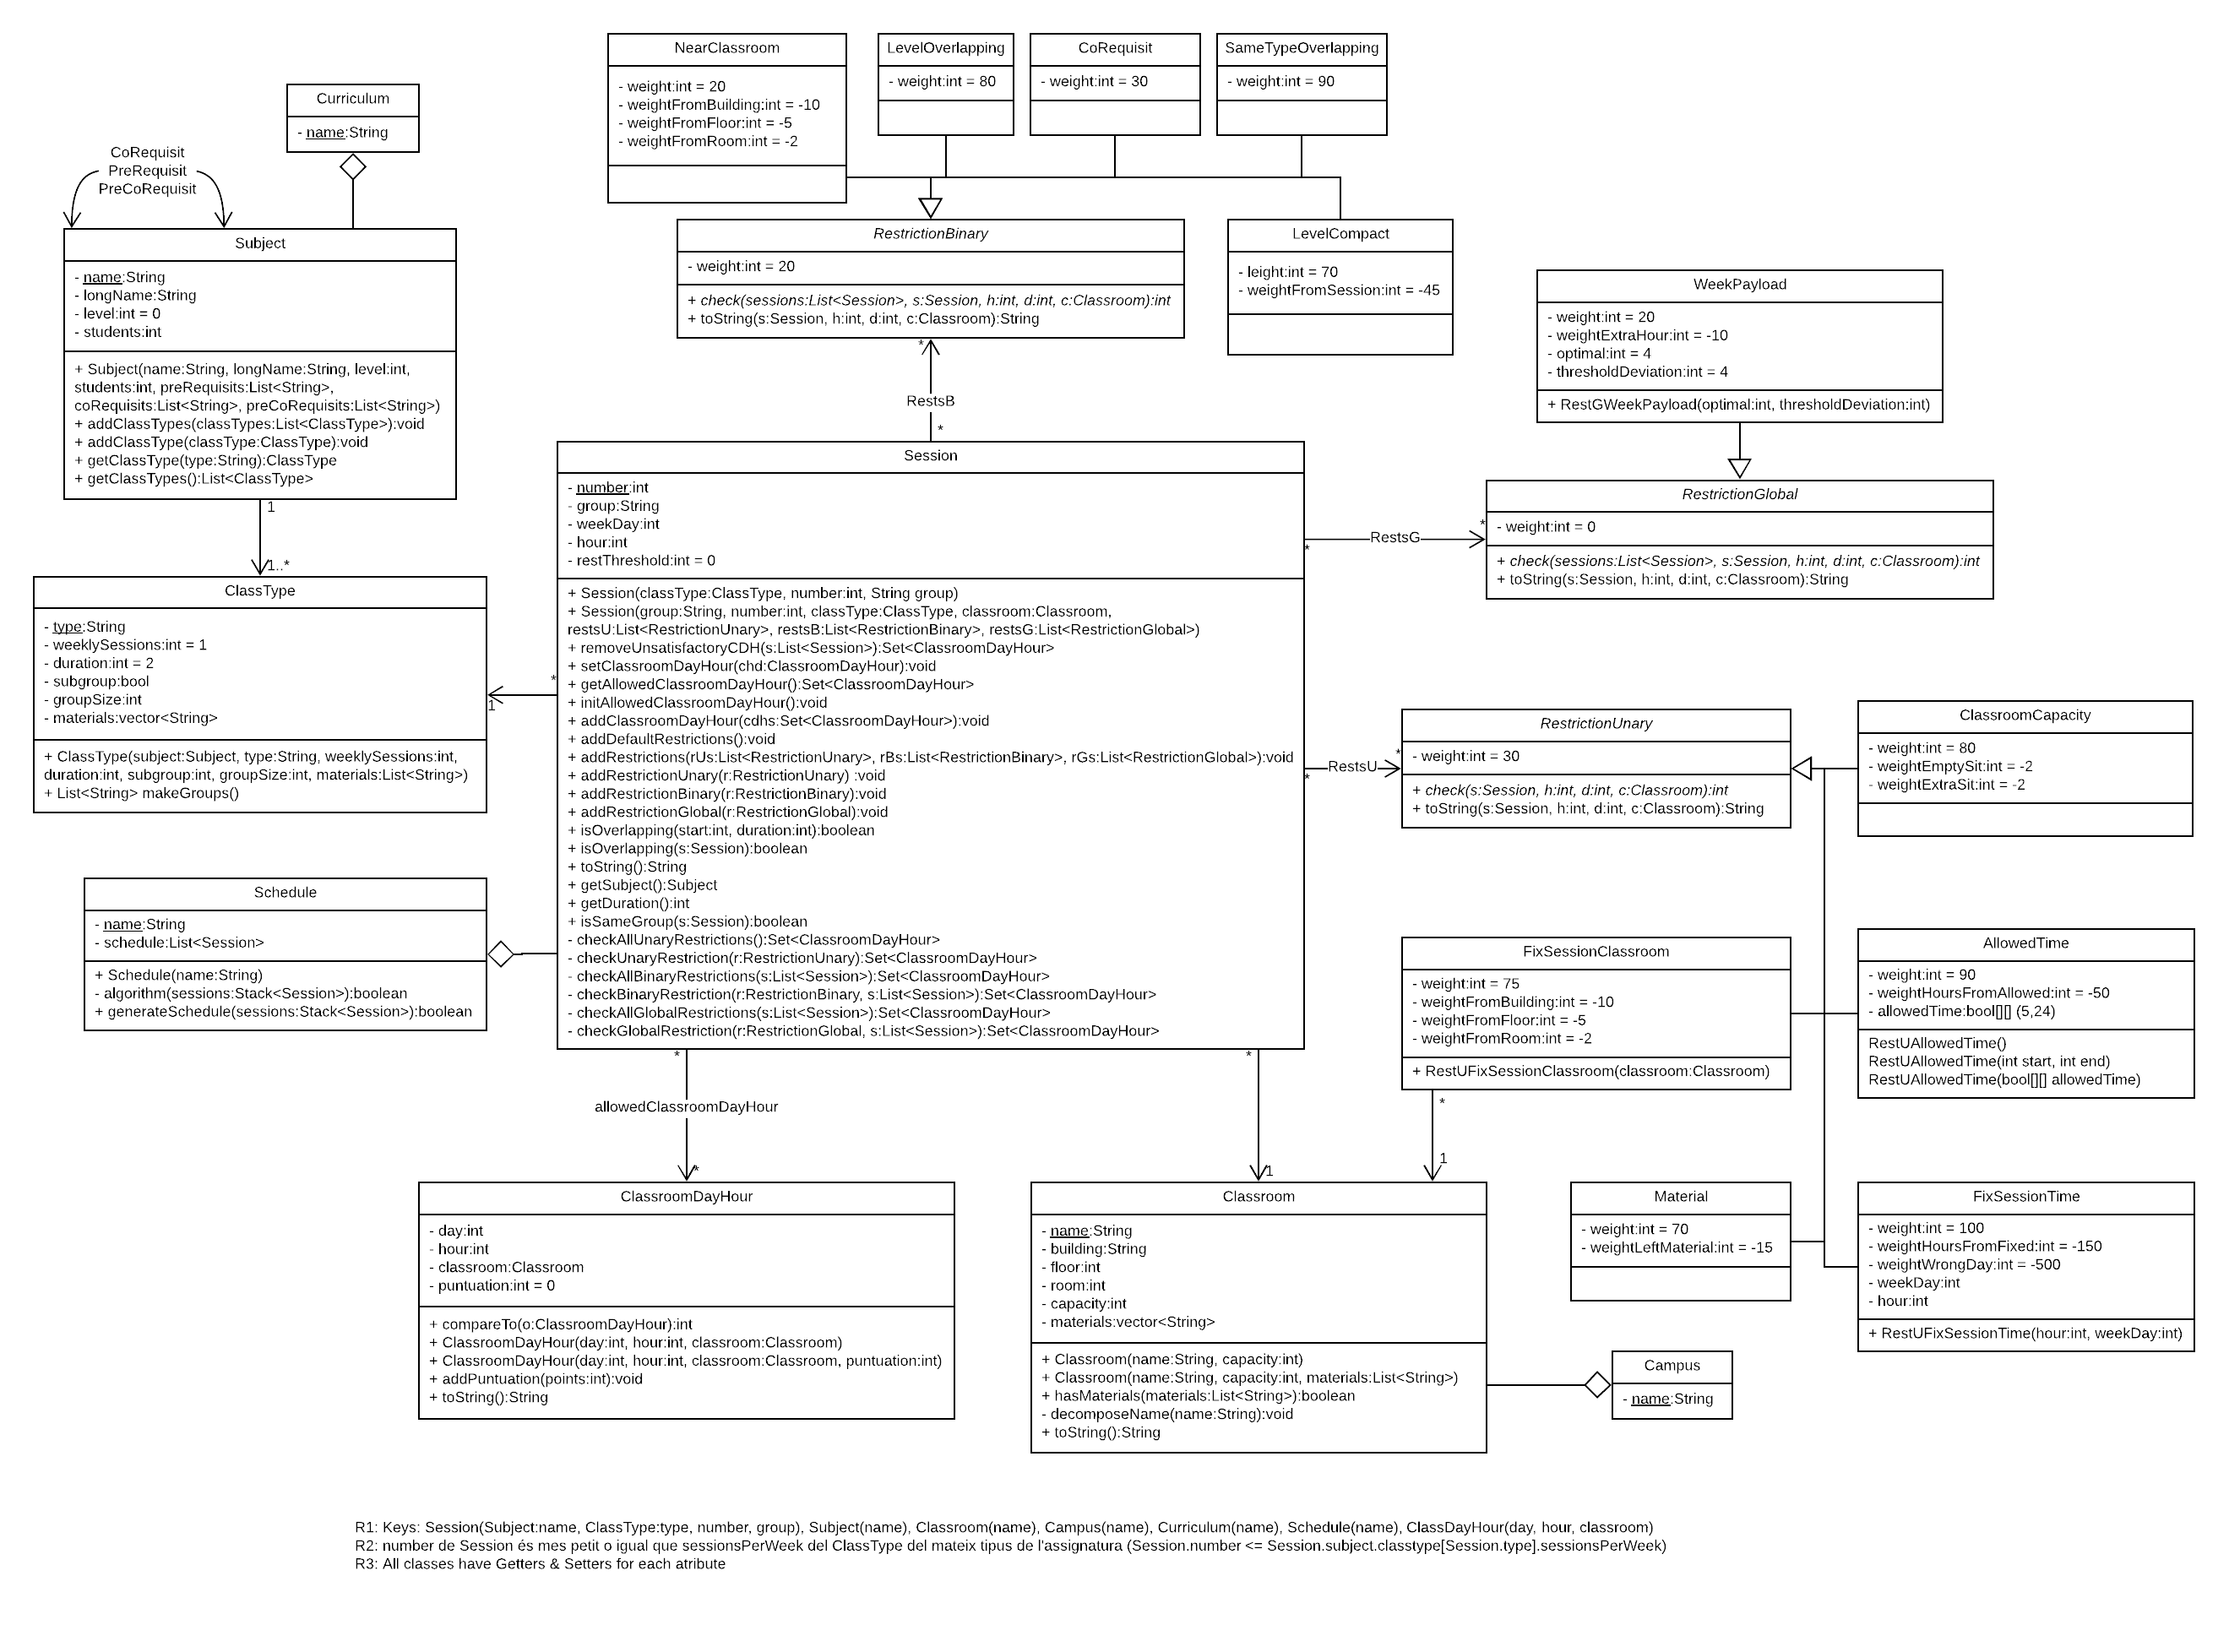 NearClassroom
- weight:int = 20
- weightFromBuilding:int = -10
- weightFromFloor:int = -5
- weightFromRoom:int = -2
LevelOverlapping
- weight:int = 80
CoRequisit
- weight:int = 30
SameTypeOverlapping
- weight:int = 90
Curriculum
- name:String
CoRequisit
PreRequisit
PreCoRequisit
Subject
- name:String
- longName:String
- level:int = 0
- students:int
+ Subject(name:String, longName:String, level:int,
students:int, preRequisits:List<String>,
coRequisits:List<String>, preCoRequisits:List<String>)
+ addClassTypes(classTypes:List<ClassType>):void
+ addClassType(classType:ClassType):void
+ getClassType(type:String):ClassType
+ getClassTypes():List<ClassType>
1
1..*
RestrictionBinary
- weight:int = 20
+ check(sessions:List<Session>, s:Session, h:int, d:int, c:Classroom):int
+ toString(s:Session, h:int, d:int, c:Classroom):String
*
RestsB
*
LevelCompact
- leight:int = 70
- weightFromSession:int = -45
WeekPayload
- weight:int = 20
- weightExtraHour:int = -10
- optimal:int = 4
- thresholdDeviation:int = 4
+ RestGWeekPayload(optimal:int, thresholdDeviation:int)
RestrictionGlobal
- weight:int = 0
+ check(sessions:List<Session>, s:Session, h:int, d:int, c:Classroom):int
+ toString(s:Session, h:int, d:int, c:Classroom):String
*
RestsG
*
ClassType
- type:String
- weeklySessions:int = 1
- duration:int = 2
- subgroup:bool
- groupSize:int
- materials:vector<String>
+ ClassType(subject:Subject, type:String, weeklySessions:int,
duration:int, subgroup:int, groupSize:int, materials:List<String>)
+ List<String> makeGroups()
*
1
Session
- number:int
- group:String
- weekDay:int
- hour:int
- restThreshold:int = 0
+ Session(classType:ClassType, number:int, String group)
+ Session(group:String, number:int, classType:ClassType, classroom:Classroom,
restsU:List<RestrictionUnary>, restsB:List<RestrictionBinary>, restsG:List<RestrictionGlobal>)
+ removeUnsatisfactoryCDH(s:List<Session>):Set<ClassroomDayHour>
+ setClassroomDayHour(chd:ClassroomDayHour):void
+ getAllowedClassroomDayHour():Set<ClassroomDayHour>
+ initAllowedClassroomDayHour():void
+ addClassroomDayHour(cdhs:Set<ClassroomDayHour>):void
+ addDefaultRestrictions():void
+ addRestrictions(rUs:List<RestrictionUnary>, rBs:List<RestrictionBinary>, rGs:List<RestrictionGlobal>):void
+ addRestrictionUnary(r:RestrictionUnary) :void
+ addRestrictionBinary(r:RestrictionBinary):void
+ addRestrictionGlobal(r:RestrictionGlobal):void
+ isOverlapping(start:int, duration:int):boolean
+ isOverlapping(s:Session):boolean
+ toString():String
+ getSubject():Subject
+ getDuration():int
+ isSameGroup(s:Session):boolean
- checkAllUnaryRestrictions():Set<ClassroomDayHour>
- checkUnaryRestriction(r:RestrictionUnary):Set<ClassroomDayHour>
- checkAllBinaryRestrictions(s:List<Session>):Set<ClassroomDayHour>
- checkBinaryRestriction(r:RestrictionBinary, s:List<Session>):Set<ClassroomDayHour>
- checkAllGlobalRestrictions(s:List<Session>):Set<ClassroomDayHour>
- checkGlobalRestriction(r:RestrictionGlobal, s:List<Session>):Set<ClassroomDayHour>
*
RestsU
*
RestrictionUnary
- weight:int = 30
+ check(s:Session, h:int, d:int, c:Classroom):int
+ toString(s:Session, h:int, d:int, c:Classroom):String
ClassroomCapacity
- weight:int = 80
- weightEmptySit:int = -2
- weightExtraSit:int = -2
Schedule
- name:String
- schedule:List<Session>
+ Schedule(name:String)
- algorithm(sessions:Stack<Session>):boolean
+ generateSchedule(sessions:Stack<Session>):boolean
FixSessionClassroom
- weight:int = 75
- weightFromBuilding:int = -10
- weightFromFloor:int = -5
- weightFromRoom:int = -2
+ RestUFixSessionClassroom(classroom:Classroom)
AllowedTime
- weight:int = 90
- weightHoursFromAllowed:int = -50
- allowedTime:bool[][] (5,24)
RestUAllowedTime()
RestUAllowedTime(int start, int end)
RestUAllowedTime(bool[][] allowedTime)
*
allowedClassroomDayHour
*
*
1
*
1
ClassroomDayHour
- day:int
- hour:int
- classroom:Classroom
- puntuation:int = 0
+ compareTo(o:ClassroomDayHour):int
+ ClassroomDayHour(day:int, hour:int, classroom:Classroom)
+ ClassroomDayHour(day:int, hour:int, classroom:Classroom, puntuation:int)
+ addPuntuation(points:int):void
+ toString():String
Classroom
- name:String
- building:String
- floor:int
- room:int
- capacity:int
- materials:vector<String>
+ Classroom(name:String, capacity:int)
+ Classroom(name:String, capacity:int, materials:List<String>)
+ hasMaterials(materials:List<String>):boolean
- decomposeName(name:String):void
+ toString():String
Material
- weight:int = 70
- weightLeftMaterial:int = -15
FixSessionTime
- weight:int = 100
- weightHoursFromFixed:int = -150
- weightWrongDay:int = -500
- weekDay:int
- hour:int
+ RestUFixSessionTime(hour:int, weekDay:int)
Campus
- name:String
R1: Keys: Session(Subject:name, ClassType:type, number, group), Subject(name), Classroom(name), Campus(name), Curriculum(name), Schedule(name), ClassDayHour(day, hour, classroom)
R2: number de Session és mes petit o igual que sessionsPerWeek del ClassType del mateix tipus de l'assignatura (Session.number <= Session.subject.classtype[Session.type].sessionsPerWeek)
R3: All classes have Getters & Setters for each atribute